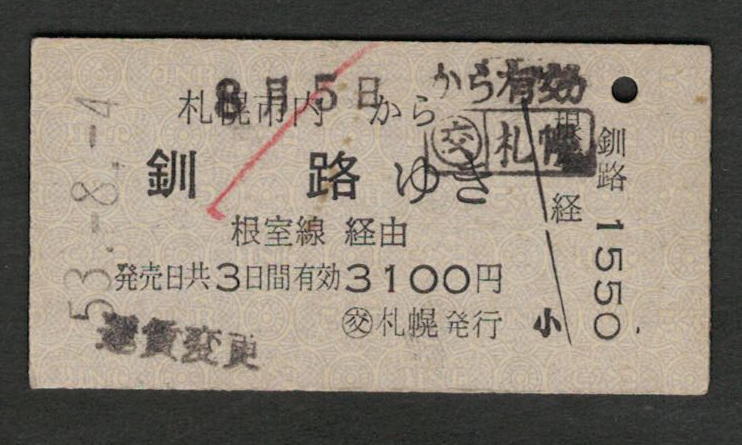 8月5日から有効
札幌市内 から
交 札幌
釧路ゆき
根室線 経由
発売日共3日間有効3100円
交札幌発行
運賃変更
53.-8.-4
釧路 1550
根
経
小